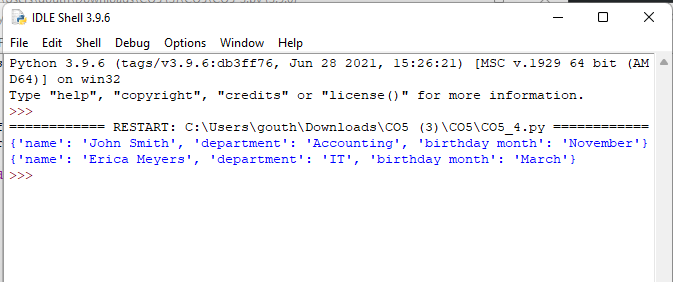 IDLE Shell 3.9.6
File Edit Shell Debug Options Window Help
Python 3.9.6 (tags/v3.9.6:db3ff76, Jun 28 2021, 15:26:21) [MSC v.1929 64 bit (AM
D64)] on win32
Type "help", "copyright", "credits" or "license()" for more information.
>>>
============ RESTART: C:\Users\gouth\Downloads\CO5 (3)\CO5\CO5_4.py ============
{'name': 'John Smith', 'department': 'Accounting', 'birthday month': 'November'}
{'name': 'Erica Meyers', 'department': 'IT', 'birthday month': 'March'}
>>>